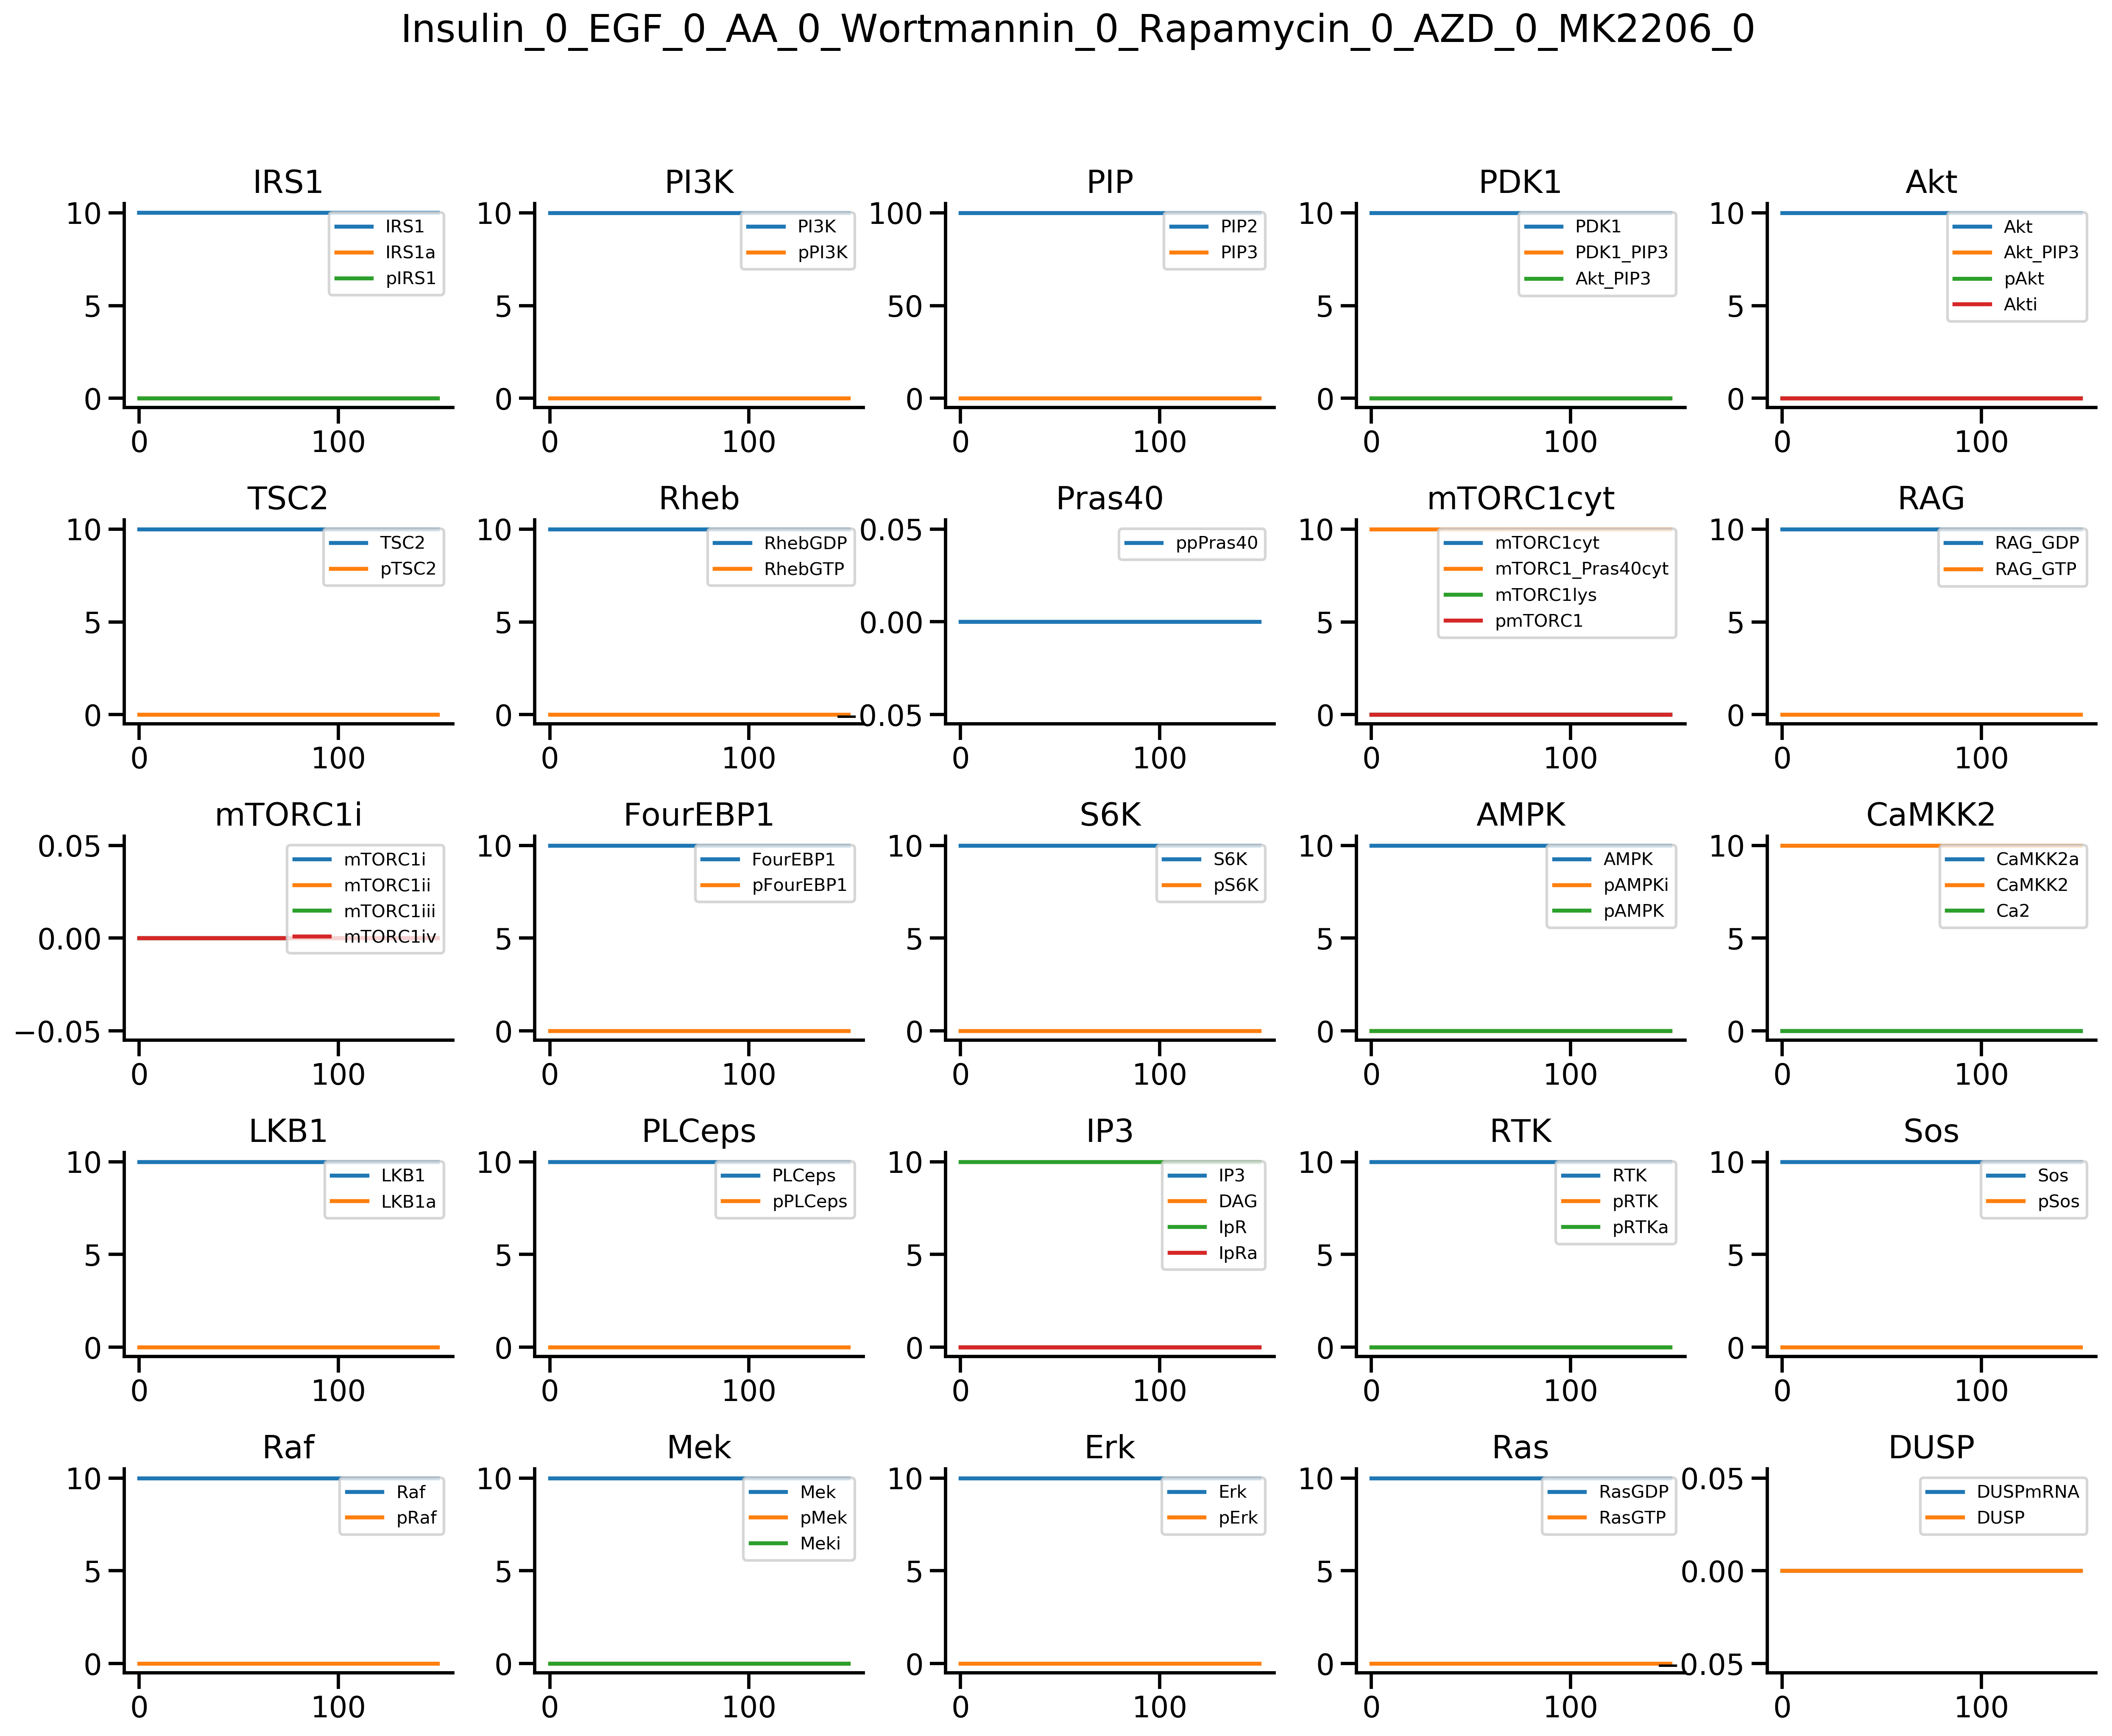 Insulin_0_EGF_0_AA_0_Wortmannin_0_Rapamycin_0_AZD_0_MK2206_0
IRS1
10
5
0
0
100
IRS1
IRS1a
pIRS1
PI3K
10
5
0
0
100
PI3K
pPI3K
PIP
100
50
0
0
100
PIP2
PIP3
PDK1
10
5
0
0
100
PDK1
PDK1_PIP3
Akt_PIP3
Akt
10
5
0
0
100
Akt
Akt_PIP3
pAkt
Akti
TSC2
10
5
0
0
100
TSC2
pTSC2
Rheb
10
5
0
0
100
RhebGDP
RhebGTP
Pras40
0.05
0.00
−0.05
0
100
ppPras40
mTORC1cyt
10
5
0
0
100
mTORC1cyt
mTORC1_Pras40cyt
mTORC1lys
pmTORC1
RAG
10
5
0
0
100
RAG_GDP
RAG_GTP
mTORC1i
0.05
0.00
−0.05
0
100
mTORC1i
mTORC1ii
mTORC1iii
mTORC1iv
FourEBP1
10
5
0
0
100
FourEBP1
pFourEBP1
S6K
10
5
0
0
100
S6K
pS6K
AMPK
10
5
0
0
100
AMPK
pAMPKi
pAMPK
CaMKK2
10
5
0
0
100
CaMKK2a
CaMKK2
Ca2
LKB1
10
5
0
0
100
LKB1
LKB1a
PLCeps
10
5
0
0
100
PLCeps
pPLCeps
IP3
10
5
0
0
100
IP3
DAG
IpR
IpRa
RTK
10
5
0
0
100
RTK
pRTK
pRTKa
Sos
10
5
0
0
100
Sos
pSos
Raf
10
5
0
0
100
Raf
pRaf
Mek
10
5
0
0
100
Mek
pMek
Meki
Erk
10
5
0
0
100
Erk
pErk
Ras
10
5
0
0
100
RasGDP
RasGTP
DUSP
0.05
0.00
−0.05
0
100
DUSPmRNA
DUSP